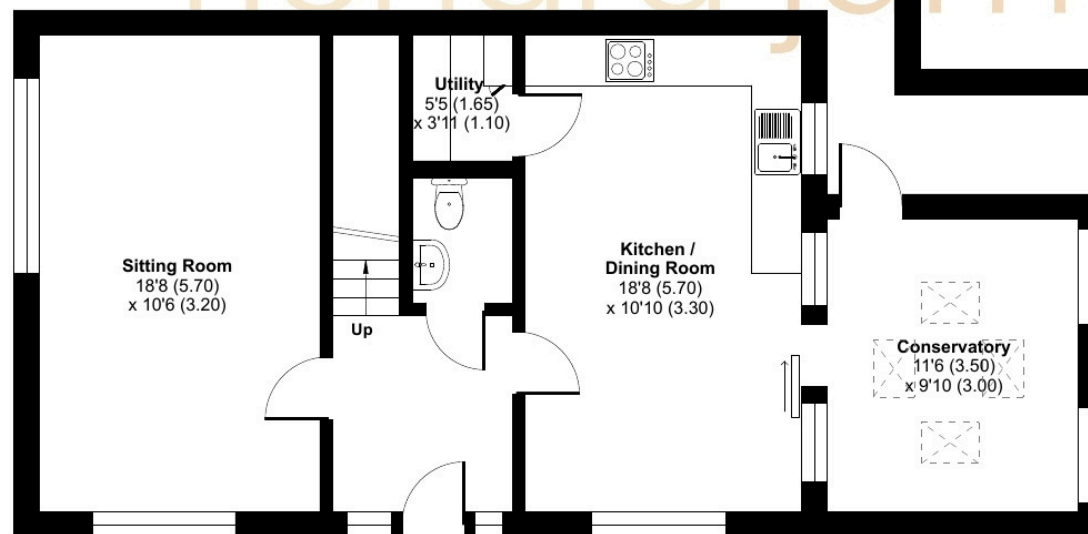 Utility
5'5 (1.65)
x 3'11 (1.10)
Sitting Room
18'8 (5.70)
x 10'6 (3.20)
Up
Kitchen /
Dining Room
18'8 (5.70)
x 10'10 (3.30)
Conservatory
11'6 (3.50)
x 9'10 (3.00)